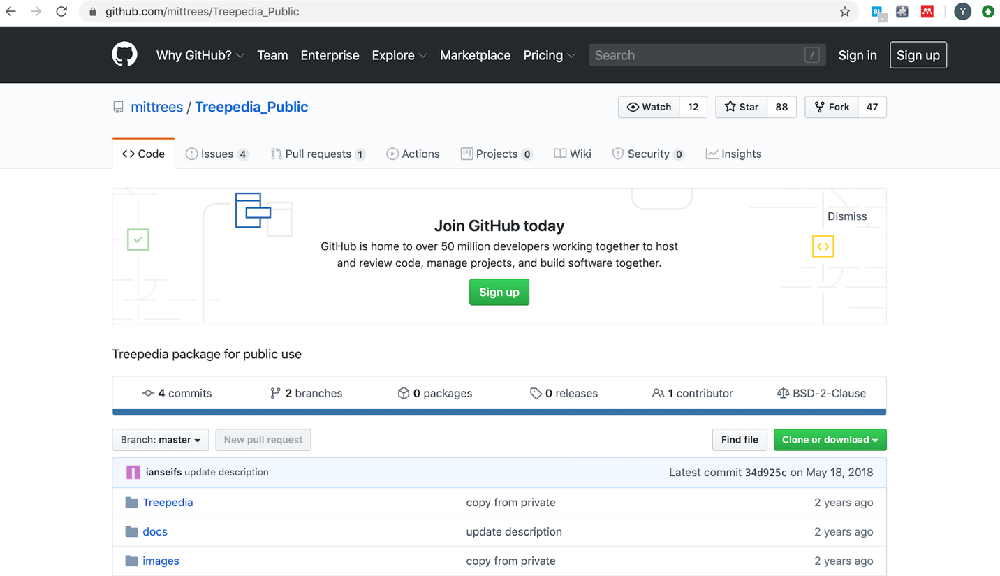 github.com/mittrees/Treepedia_Public
BL
Y
Why GitHub? Team Enterprise Explore Marketplace Pricing Search / Sign in Sign up
mittrees / Treepedia_Public
Watch 12 Star 88 Fork 47
<> Code Issues 4 Pull requests 1 Actions Projects 0 Wiki Security 0 Insights
Dismiss
Join GitHub today
GitHub is home to over 50 million developers working together to host
and review code, manage projects, and build software together.
Sign up
Treepedia package for public use
4 commits 2 branches 0 packages 0 releases 1 contributor BSD-2-Clause
Branch: master New pull request Find file Clone or download
ianseifs update description Latest commit 34d925c on May 18, 2018
Treepedia copy from private 2 years ago
docs update description 2 years ago
images copy from private 2 years ago